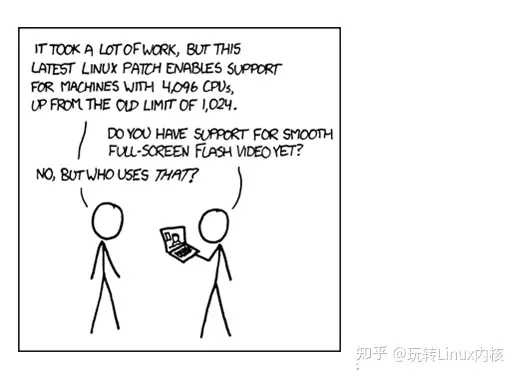 IT TOOK A LOT OF WORK, BUT THIS
LATEST LINUX PATCH ENABLES SUPPORT
FOR MACHINES WITH 4,096 CPUs,
UP FROM THE OLD LIMIT OF 1,024.
DO YOU HAVE SUPPORT FOR SMOOTH
FULL-SCREEN FLASH VIDEO YET?
NO, BUT WHO USES THAT?
知乎 @玩转Linux内核